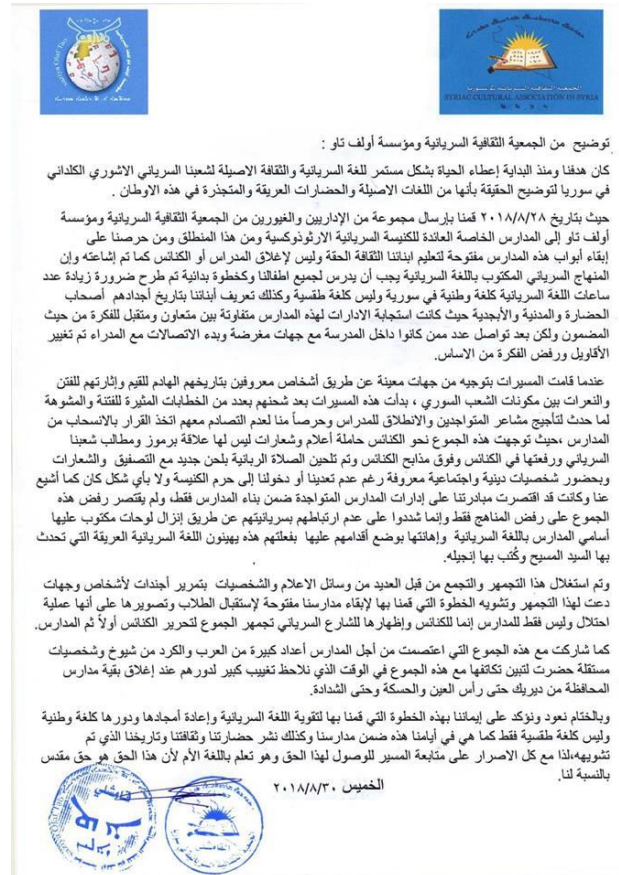 الجمعية الثقافية السريانية في سوريا
SYRIAC CULTURAL ASSOCIATION IN SYRIA
توضيح من الجمعية الثقافية السريانية ومؤسسة أولف تاو :
كان هدفنا ومنذ البداية إعطاء الحياة بشكل مستمر للغة السريانية والثقافة الاصيلة لشعبنا السرياني الاشوري الكلداني
في سوريا لتوضيح الحقيقة بأنها من اللغات الاصيلة والحضارات العريقة والمتجذرة في هذه الاوطان .
حيث بتاريخ ٢٠١٨/٨/٢٨ قمنا بإرسال مجموعة من الإداريين والغيورين من الجمعية الثقافية السريانية ومؤسسة
أولف تاو إلى المدارس الخاصة العائدة للكنيسة السريانية الارثوذوكسية ومن هذا المنطلق ومن حرصنا على
إبقاء أبواب هذه المدارس مفتوحة لتعليم ابنائنا الثقافة الحقة وليس لإغلاق المدراس أو الكنائس كما تم إشاعته وإن
المنهاج السرياني المكتوب باللغة السريانية يجب أن يدرس لجميع اطفالنا وكخطوة بدائية تم طرح ضرورة زيادة عدد
ساعات اللغة السريانية كلغة وطنية في سورية وليس كلغة طقسية وكذلك تعريف أبنائنا بتاريخ أجدادهم أصحاب
الحضارة والمدنية والأبجدية حيث كانت استجابة الادارات لهذه المدارس متفاوتة بين متعاون ومتقبل للفكرة من حيث
المضمون ولكن بعد تواصل عدد ممن كانوا داخل المدرسة مع جهات مغرضة وبدء الاتصالات مع المدراء تم تغيير
الأقاويل ورفض الفكرة من الاساس.
عندما قامت المسيرات بتوجيه من جهات معينة عن طريق أشخاص معروفين بتاريخهم الهادم للقيم وإثارتهم للفتن
والنعرات بين مكونات الشعب السوري ، بدأت هذه المسيرات بعد شحنهم بعدد من الخطابات المثيرة للفتنة والمشوهة
لما حدث لتأجيج مشاعر المتواجدين والانطلاق للمدراس وحرصاً منا لعدم التصادم معهم اتخذ القرار بالانسحاب من
المدارس ،حيث توجهت هذه الجموع نحو الكنائس حاملة أعلام وشعارات ليس لها علاقة برموز ومطالب شعبنا
السرياني ورفعتها في الكنائس وفوق مذابح الكنائس وتم تلحين الصلاة الربانية بلحن جديد مع التصفيق والشعارات
وبحضور شخصيات دينية واجتماعية معروفة رغم عدم تعدينا أو دخولنا إلى حرم الكنيسة ولا بأي شكل كان كما أشيع
عنا وكانت قد اقتصرت مبادرتنا على إدارات المدارس المتواجدة ضمن بناء المدارس فقط، ولم يقتصر رفض هذه
الجموع على رفض المناهج فقط وإنما شددوا على عدم ارتباطهم بسريانيتهم عن طريق إنزال لوحات مكتوب عليها
أسامي المدارس باللغة السريانية وإهانتها بوضع أقدامهم عليها بفعلتهم هذه يهينون اللغة السريانية العريقة التي تحدث
بها السيد المسيح وكُتب بها إنجيله.
وتم استغلال هذا التجمهر والتجمع من قبل العديد من وسائل الاعلام والشخصيات بتمرير أجندات لأشخاص وجهات
دعت لهذا التجمهر وتشويه الخطوة التي قمنا بها لإبقاء مدارسنا مفتوحة لإستقبال الطلاب وتصويرها على أنها عملية
احتلال وليس فقط للمدارس إنما للكنائس وإظهارها للشارع السرياني تجمهر الجموع لتحرير الكنائس أولاً ثم المدارس.
كما شاركت مع هذه الجموع التي اعتصمت من أجل المدارس أعداد كبيرة من العرب والكرد من شيوخ وشخصيات
مستقلة حضرت لتبين تكاتفها مع هذه الجموع في الوقت الذي نلاحظ تغييب كبير لدورهم عند إغلاق بقية مدارس
المحافظة من ديريك حتى رأس العين والحسكة وحتى الشدادة.
وبالختام نعود ونؤكد على إيماننا بهذه الخطوة التي قمنا بها لتقوية اللغة السريانية وإعادة أمجادها ودورها كلغة وطنية
وليس كلغة طقسية فقط كما هي في أيامنا هذه ضمن مدارسنا وكذلك نشر حضارتنا وثقافتنا وتاريخنا الذي تم
تشويهه،لذا مع كل الاصرار على متابعة المسير للوصول لهذا الحق وهو تعلم باللغة الأم لأن هذا الحق هو حق مقدس
بالنسبة لنا.
الخميس ٢٠١٨/٨/٣٠